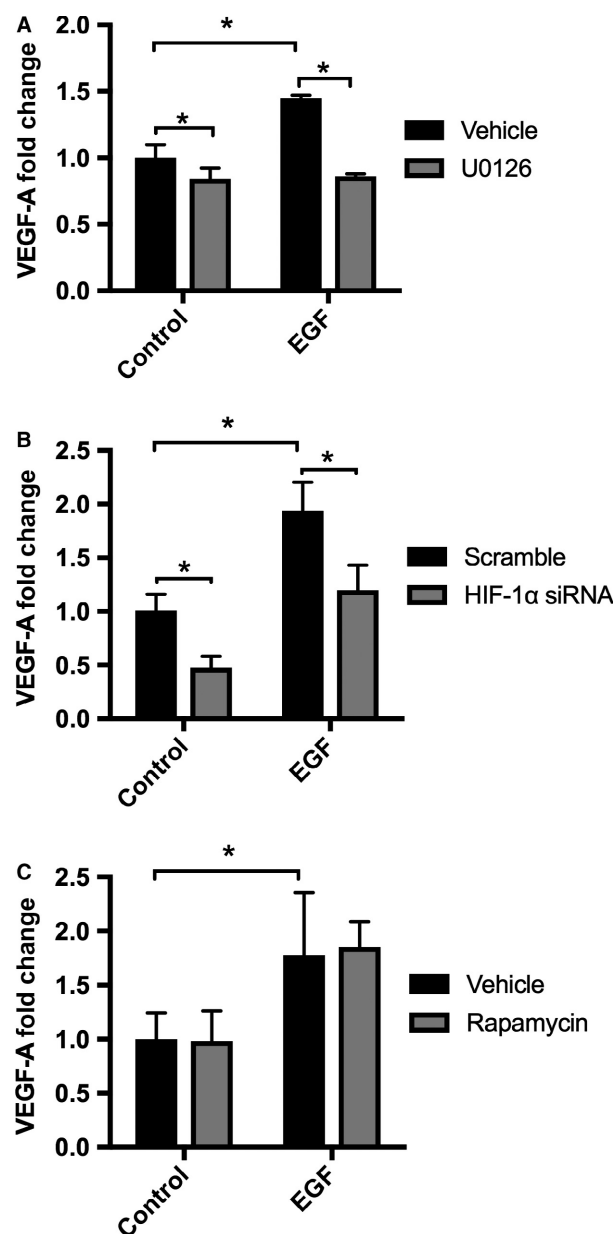 A
VEGF-A fold change
2.0
1.5
1.0
0.5
0.0
*
*
*
Control
EGF
Vehicle
U0126
B
VEGF-A fold change
2.5
2.0
1.5
1.0
0.5
0.0
*
*
*
Control
EGF
Scramble
HIF-1α siRNA
C
VEGF-A fold change
2.5
2.0
1.5
1.0
0.5
0.0
*
Control
EGF
Vehicle
Rapamycin